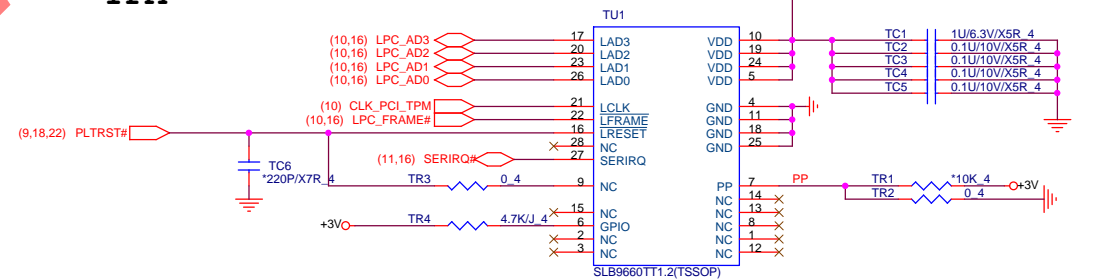 TU1
(10,16) LPC_AD3 17 LAD3 VDD 10 TC1 1U/6.3V/X5R_4
(10,16) LPC_AD2 20 LAD2 VDD 19 TC2 0.1U/10V/X5R_4
(10,16) LPC_AD1 23 LAD1 VDD 24 TC3 0.1U/10V/X5R_4
(10,16) LPC_AD0 26 LAD0 VDD 5 TC4 0.1U/10V/X5R_4
TC5 0.1U/10V/X5R_4
(10) CLK_PCI_TPM 21 LCLK GND 4
(10,16) LPC_FRAME# 22 LFRAME GND 11
(9,18,22) PLTRST# 16 LRESET GND 18
28 NC GND 25
(11,16) SERIRQ# 27 SERIRQ
TC6
*220P/X7R_4
TR3 0_4 9 NC PP 7 PP TR1 *10K_4 +3V
NC 14 TR2 0_4
15 NC NC 13
+3V TR4 4.7K/J_4 6 GPIO NC 8
2 NC NC 1
3 NC NC 12
SLB9660TT1.2(TSSOP)